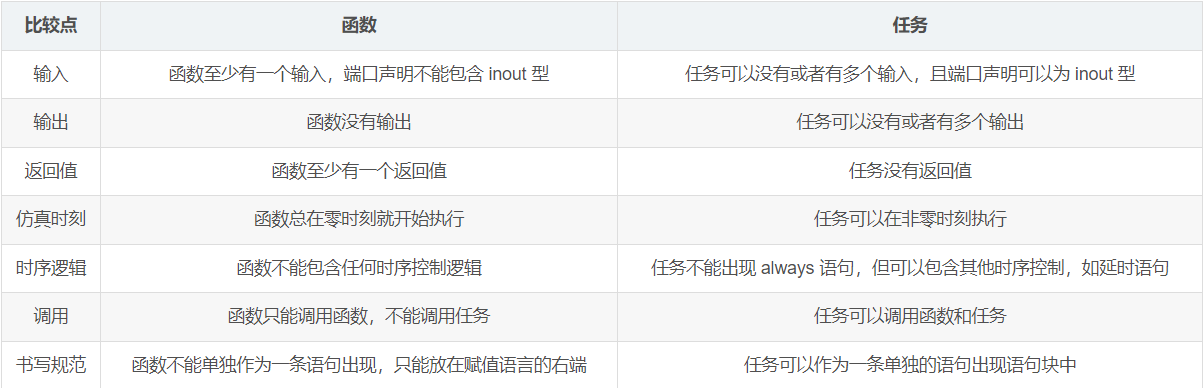 比较点 函数 任务
输入 函数至少有一个输入，端口声明不能包含 inout 型 任务可以没有或者有多个输入，且端口声明可以为 inout 型
输出 函数没有输出 任务可以没有或者有多个输出
返回值 函数至少有一个返回值 任务没有返回值
仿真时刻 函数总在零时刻就开始执行 任务可以在非零时刻执行
时序逻辑 函数不能包含任何时序控制逻辑 任务不能出现 always 语句，但可以包含其他时序控制，如延时语句
调用 函数只能调用函数，不能调用任务 任务可以调用函数和任务
书写规范 函数不能单独作为一条语句出现，只能放在赋值语言的右端 任务可以作为一条单独的语句出现语句块中